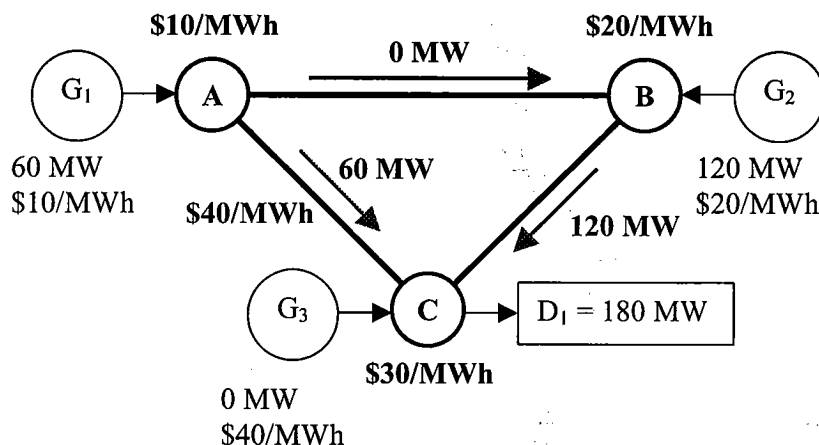 $10/MWh
$20/MWh
0 MW
G₁
A
B
G₂
60 MW
$10/MWh
60 MW
120 MW
$20/MWh
$40/MWh
120 MW
G₃
C
D₁ = 180 MW
$30/MWh
0 MW
$40/MWh